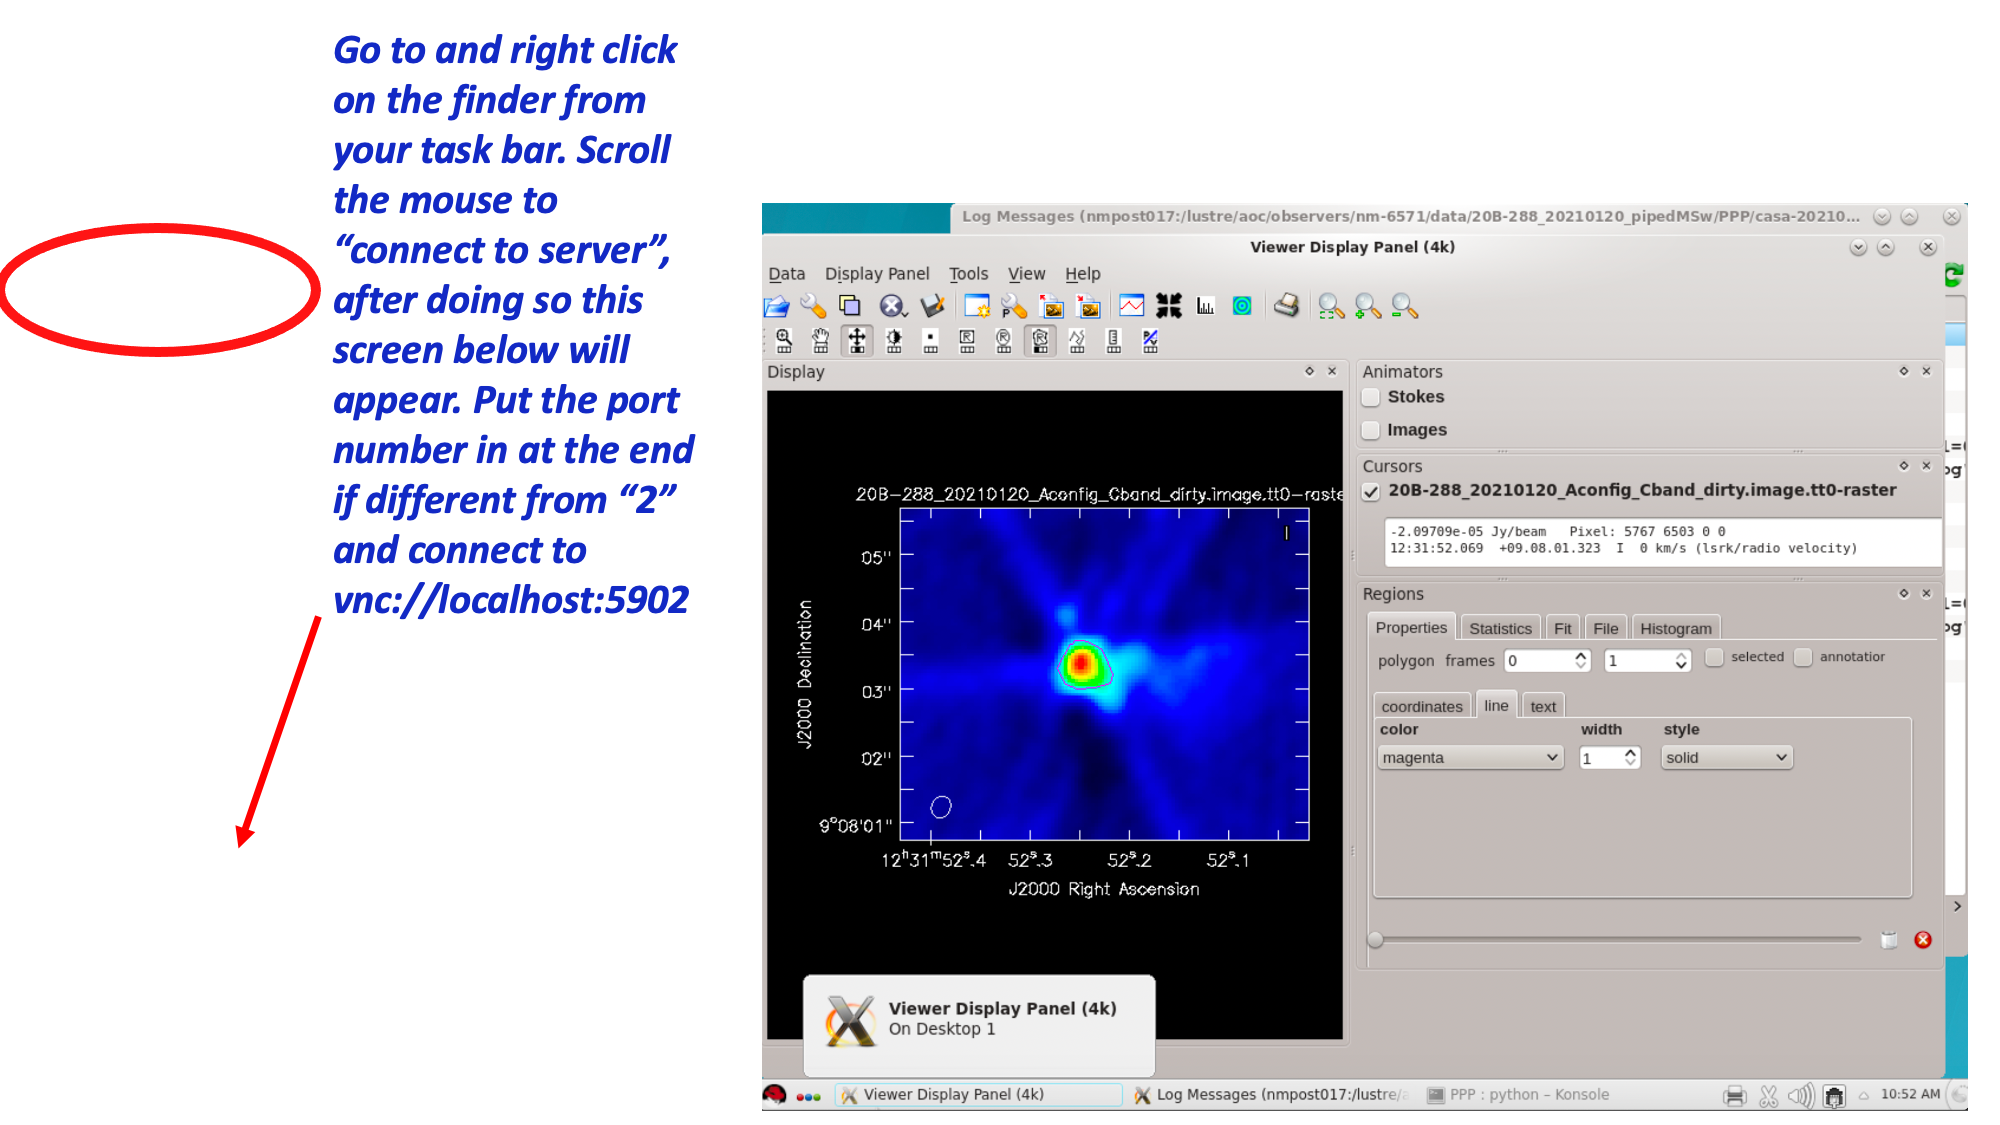 Go to and right click
on the finder from
your task bar. Scroll
the mouse to
“connect to server”,
after doing so this
screen below will
appear. Put the port
number in at the end
if different from “2”
and connect to
vnc://localhost:5902
Log Messages (nmpost017:/lustre/aoc/observers/nm-6571/data/20B-288_20210120_pipedMSw/PPP/casa-20210...
Viewer Display Panel (4k)
Data Display Panel Tools View Help
Display
20B-288_20210120_Aconfig_Cband_dirty.image.tt0-raste
I
05"
04"
03"
02"
9°08'01"
J2000 Declination
12ʰ31ᵐ52ˢ.4 52ˢ.3 52ˢ.2 52ˢ.1
J2000 Right Ascension
Animators
Stokes
Images
Cursors
20B-288_20210120_Aconfig_Cband_dirty.image.tt0-raster
-2.09709e-05 Jy/beam Pixel: 5767 6503 0 0
12:31:52.069 +09.08.01.323 I 0 km/s (lsrk/radio velocity)
Regions
Properties Statistics Fit File Histogram
polygon frames 0 1 selected annotatior
coordinates line text
color width style
magenta 1 solid
Viewer Display Panel (4k)
On Desktop 1
Viewer Display Panel (4k) Log Messages (nmpost017:/lustre/a PPP : python – Konsole 10:52 AM